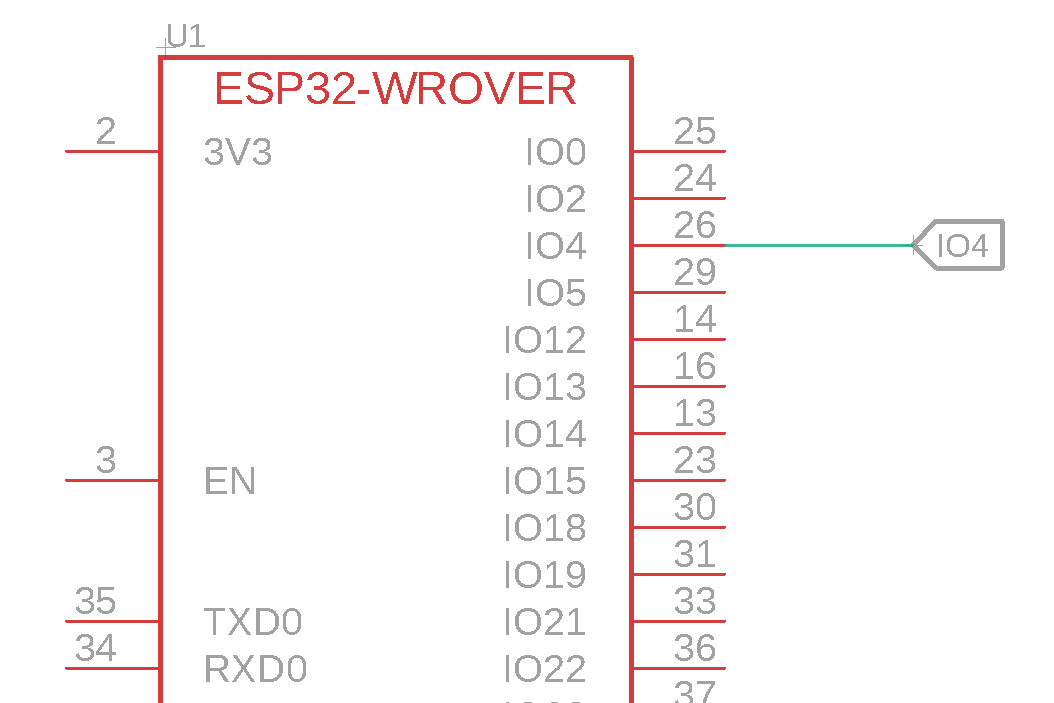 U1
ESP32-WROVER
2 3V3 IO0 25
IO2 24
IO4 26 IO4
IO5 29
IO12 14
IO13 16
IO14 13
3 EN IO15 23
IO18 30
IO19 31
35 TXD0 IO21 33
34 RXD0 IO22 36
37